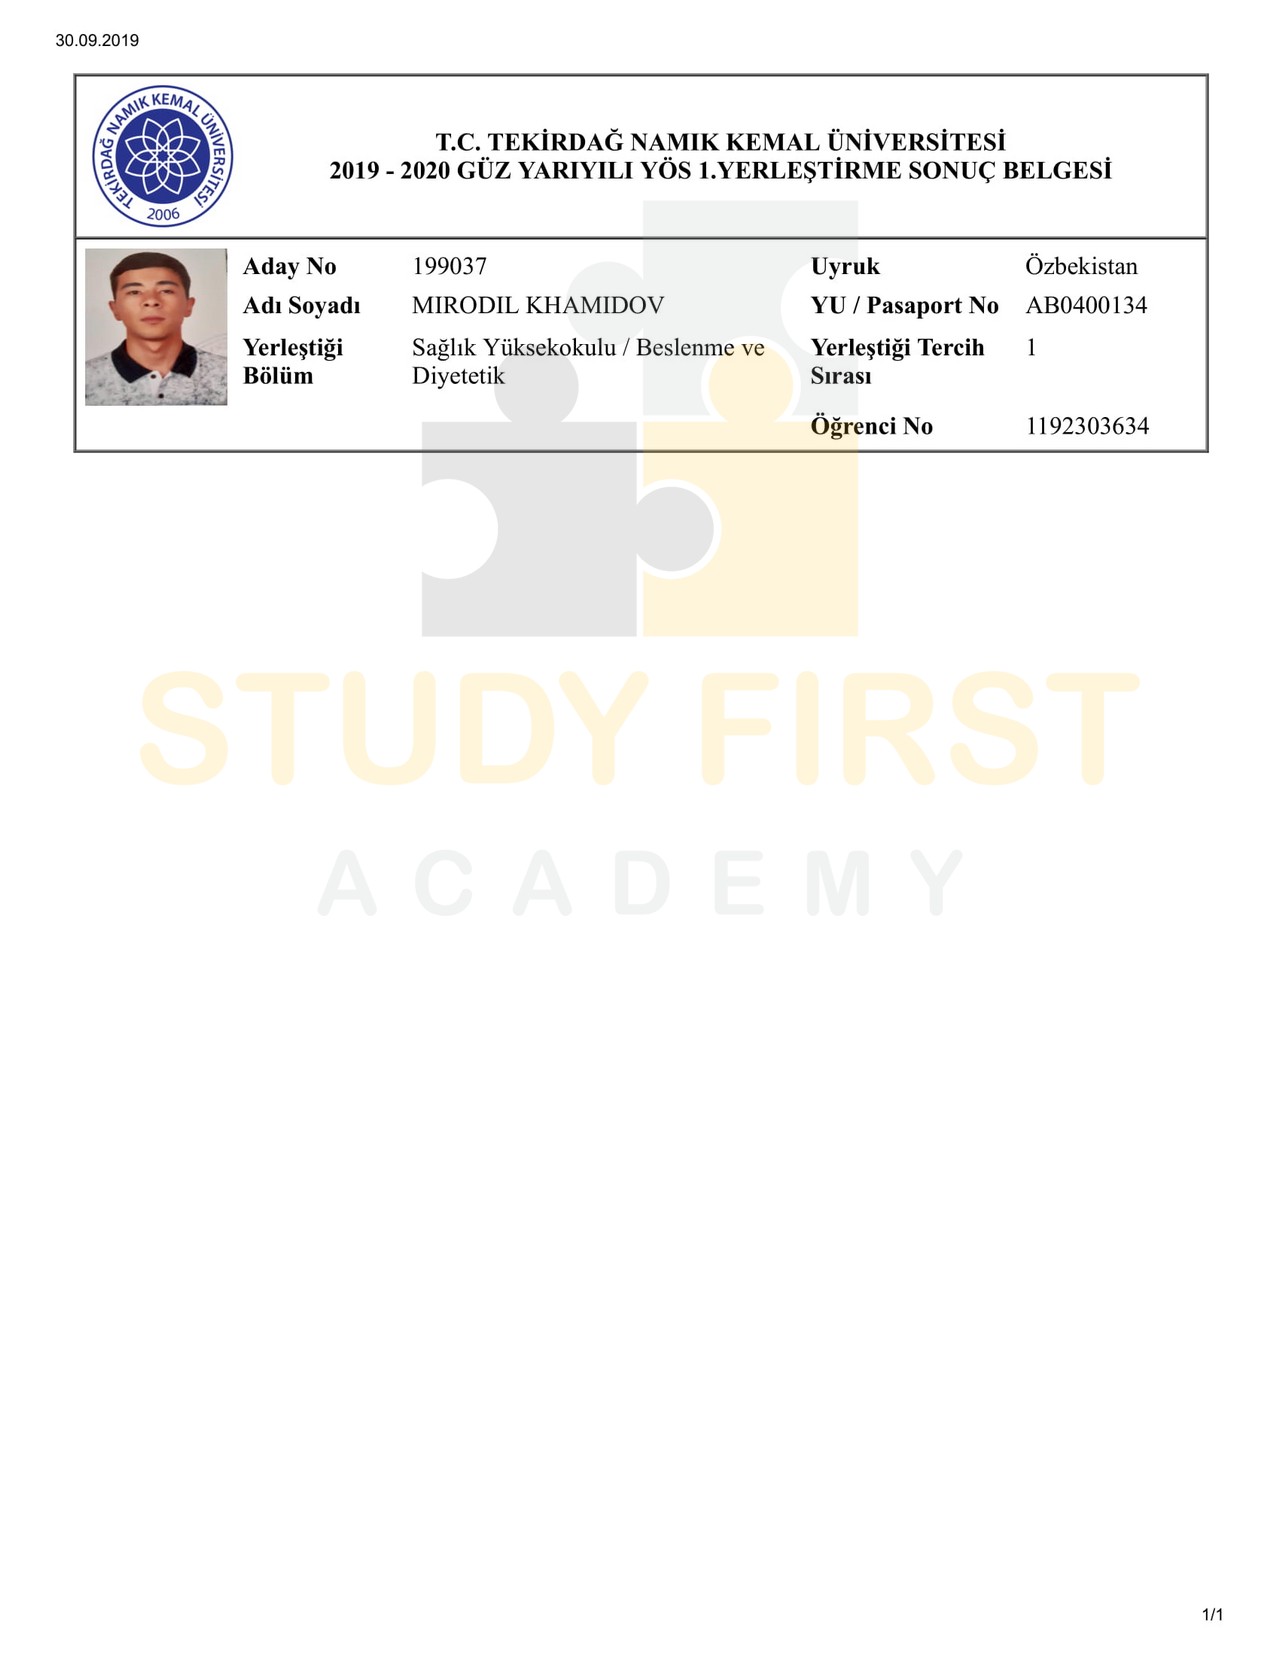 30.09.2019
TEKİRDAĞ NAMIK KEMAL ÜNİVERSİTESİ
2006
T.C. TEKİRDAĞ NAMIK KEMAL ÜNİVERSİTESİ
2019 - 2020 GÜZ YARIYILI YÖS 1.YERLEŞTİRME SONUÇ BELGESİ
Aday No 199037 Uyruk Özbekistan
Adı Soyadı MIRODIL KHAMIDOV YU / Pasaport No AB0400134
Yerleştiği Sağlık Yüksekokulu / Beslenme ve Yerleştiği Tercih 1
Bölüm Diyetetik Sırası
Öğrenci No 1192303634
STUDY FIRST
ACADEMY
1/1